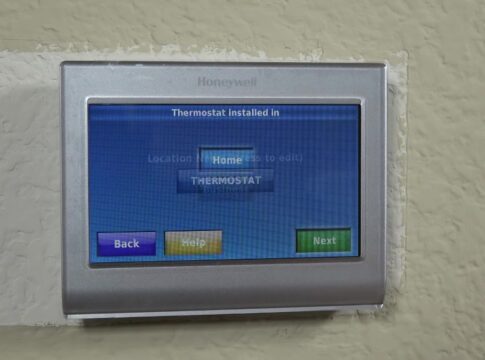 Honeywell
Thermostat Installed in
Home
THERMOSTAT
Back
Help
Next